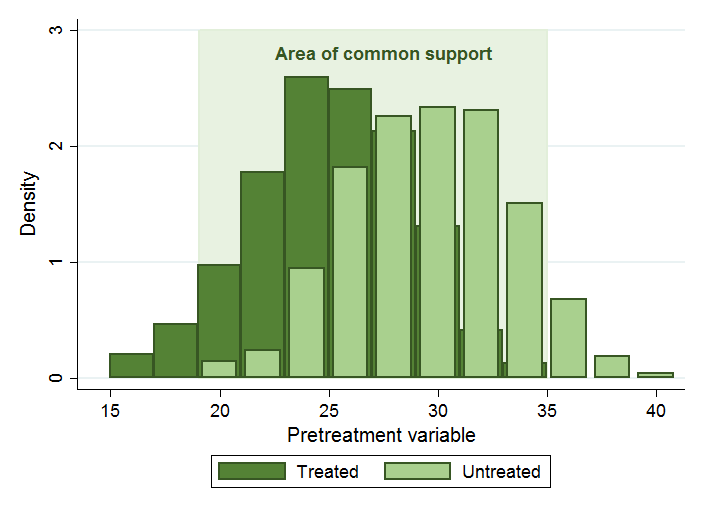 3
Area of common support
2
Density
1
0
15 20 25 30 35 40
Pretreatment variable
Treated Untreated